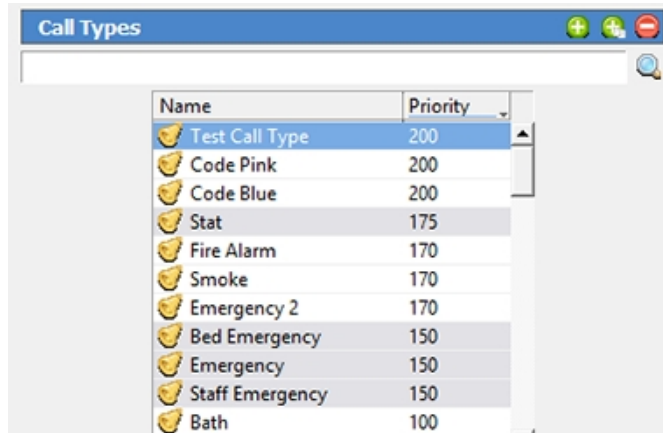 Call Types
Name Priority
Test Call Type 200
Code Pink 200
Code Blue 200
Stat 175
Fire Alarm 170
Smoke 170
Emergency 2 170
Bed Emergency 150
Emergency 150
Staff Emergency 150
Bath 100